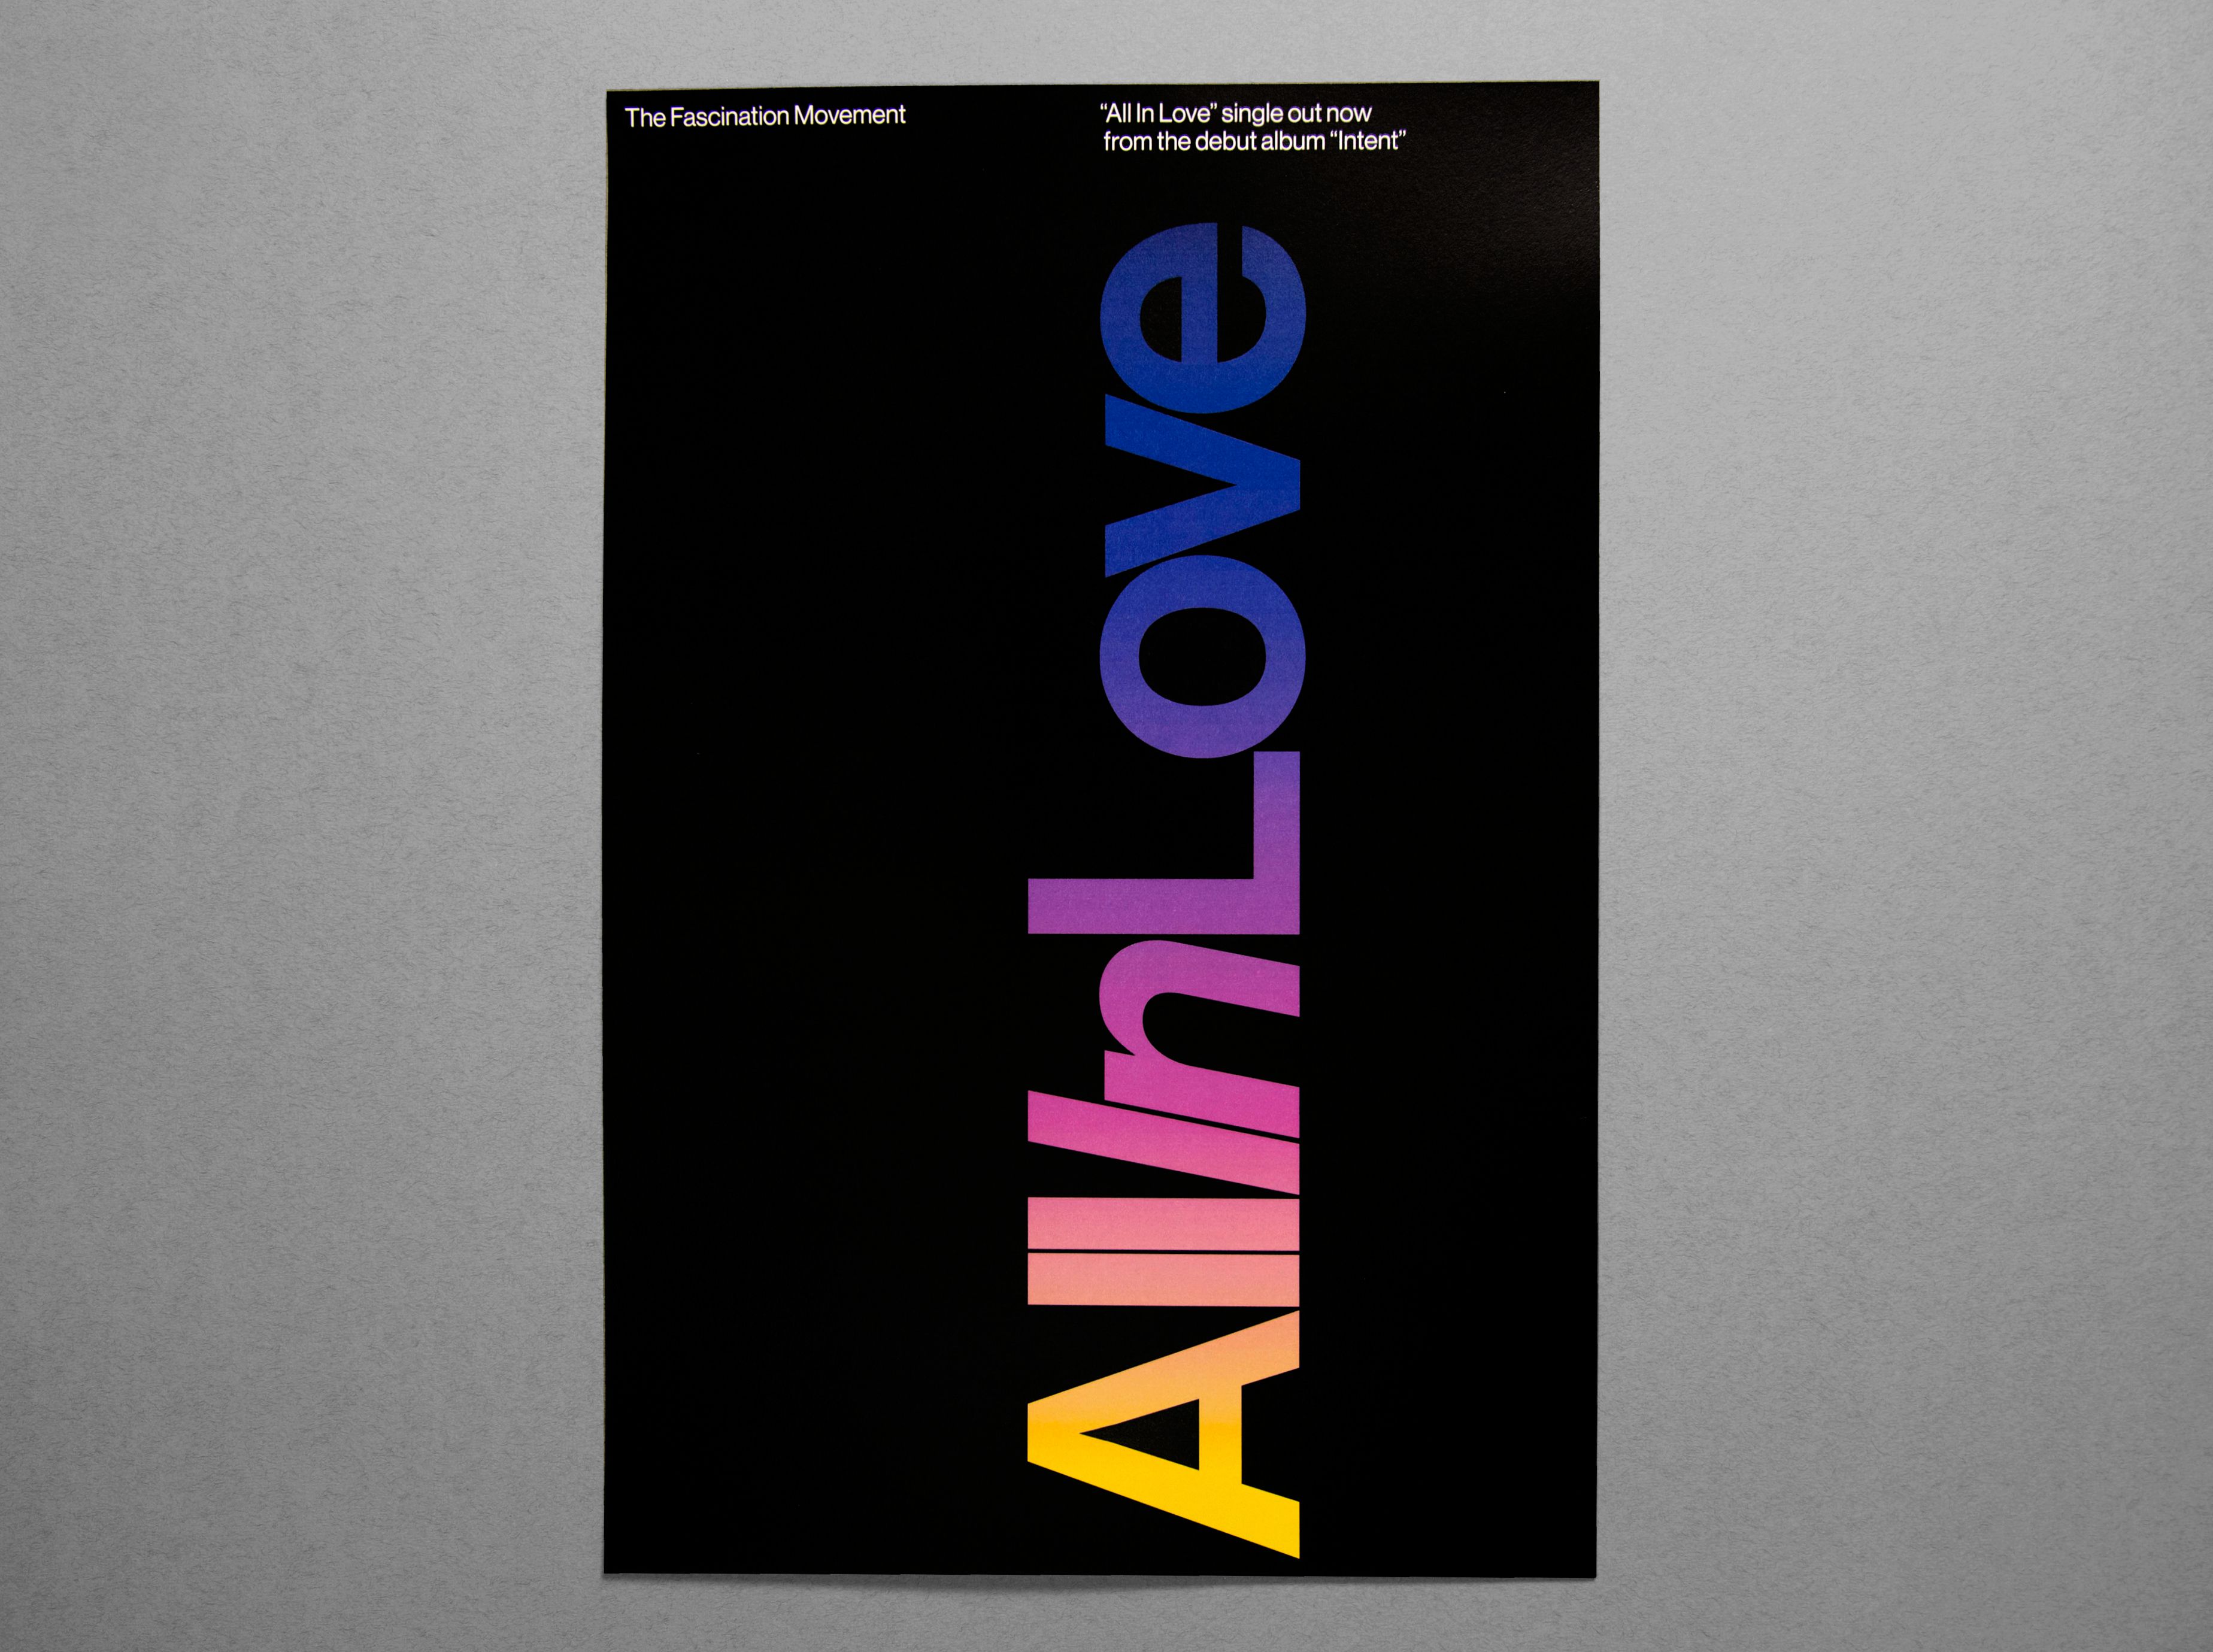 The Fascination Movement
“All In Love” single out now
from the debut album “Intent”
AllInLove